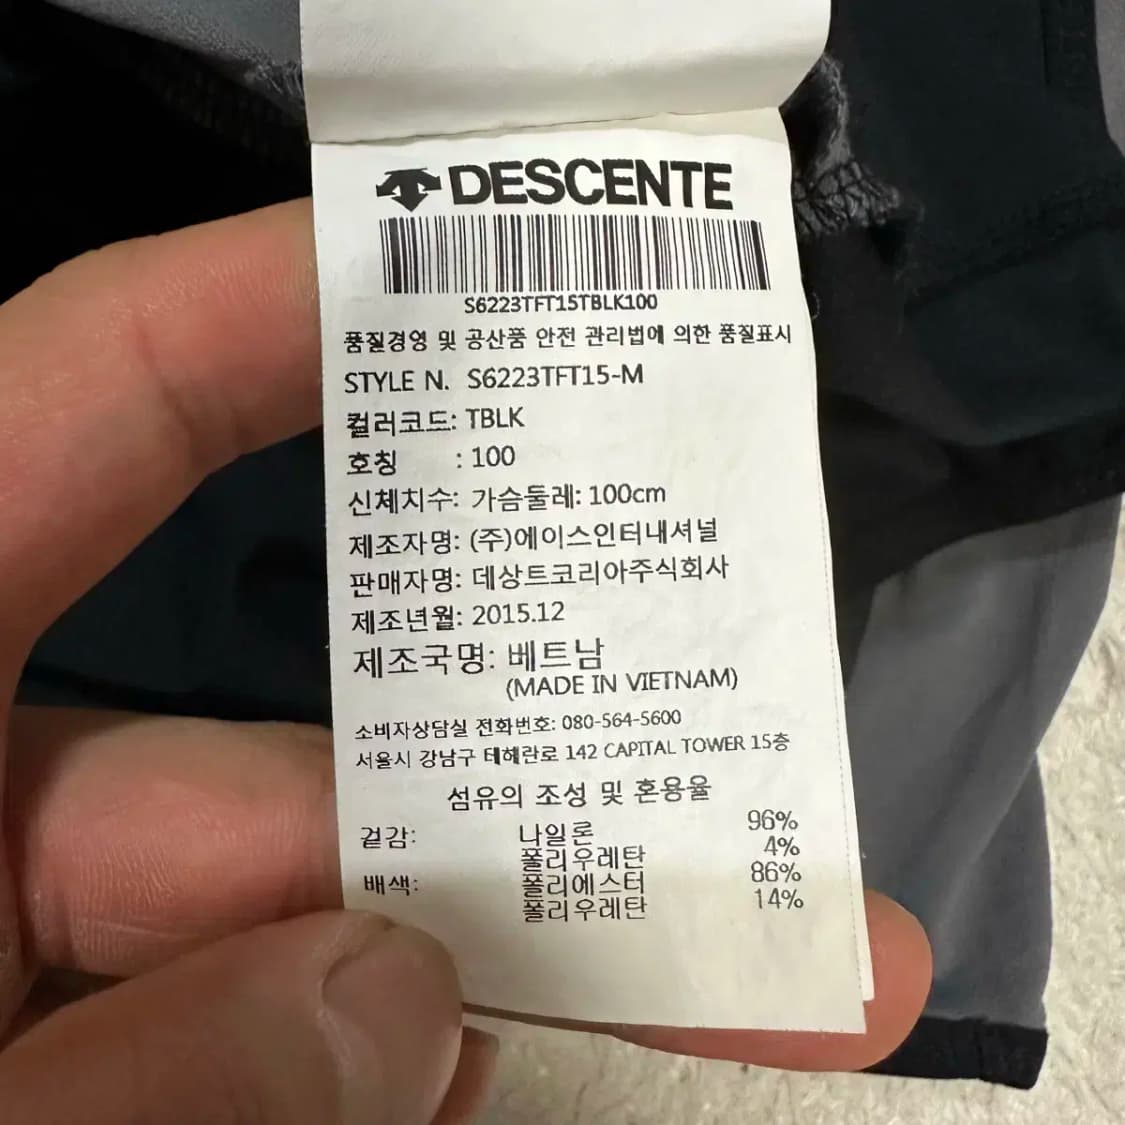 DESCENTE
S6223TFT15TBLK100
품질경영 및 공산품 안전 관리법에 의한 품질표시
STYLE N. S6223TFT15-M
컬러코드: TBLK
호칭 : 100
신체치수: 가슴둘레: 100cm
제조자명: (주)에이스인터내셔널
판매자명: 데상트코리아주식회사
제조년월: 2015.12
제조국명: 베트남
(MADE IN VIETNAM)
소비자상담실 전화번호: 080-564-5600
서울시 강남구 테헤란로 142 CAPITAL TOWER 15층
섬유의 조성 및 혼용율
겉감: 나일론 96%
폴리우레탄 4%
배색: 폴리에스터 86%
폴리우레탄 14%